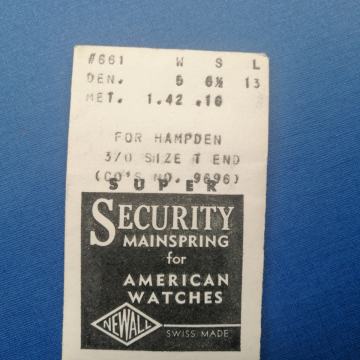 #661 W S L
DEN. 5 6½ 13
MET. 1.42 .16
FOR HAMPDEN
3/0 SIZE T END
(CO'S NO. 9696)
SUPER
SECURITY
MAINSPRING
for
AMERICAN
WATCHES
NEWALL
SWISS MADE